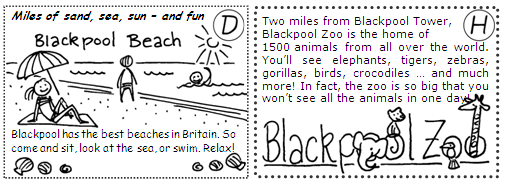 Miles of sand, sea, sun – and fun
D
Blackpool Beach
Blackpool has the best beaches in Britain. So
come and sit, look at the sea, or swim. Relax!
H
Two miles from Blackpool Tower,
Blackpool Zoo is the home of
1500 animals from all over the world.
You'll see elephants, tigers, zebras,
gorillas, birds, crocodiles … and much
more! In fact, the zoo is so big that you
won't see all the animals in one day
Blackpool Zoo